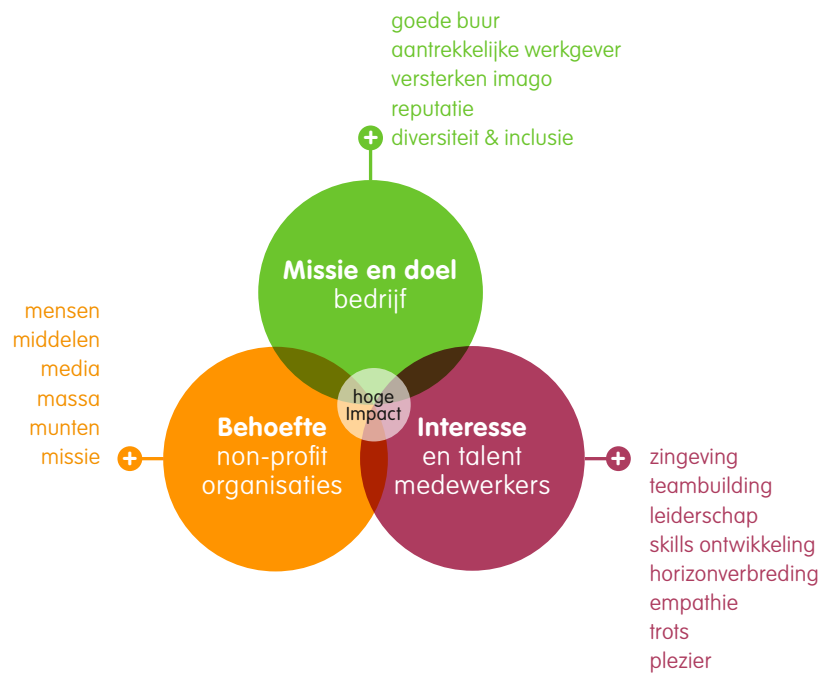 goede buur
aantrekkelijke werkgever
versterken imago
reputatie
diversiteit & inclusie
Missie en doel
bedrijf
mensen
middelen
media
massa
munten
missie
hoge
Impact
Behoefte
non-profit
organisaties
Interesse
en talent
medewerkers
zingeving
teambuilding
leiderschap
skills ontwikkeling
horizonverbreding
empathie
trots
plezier